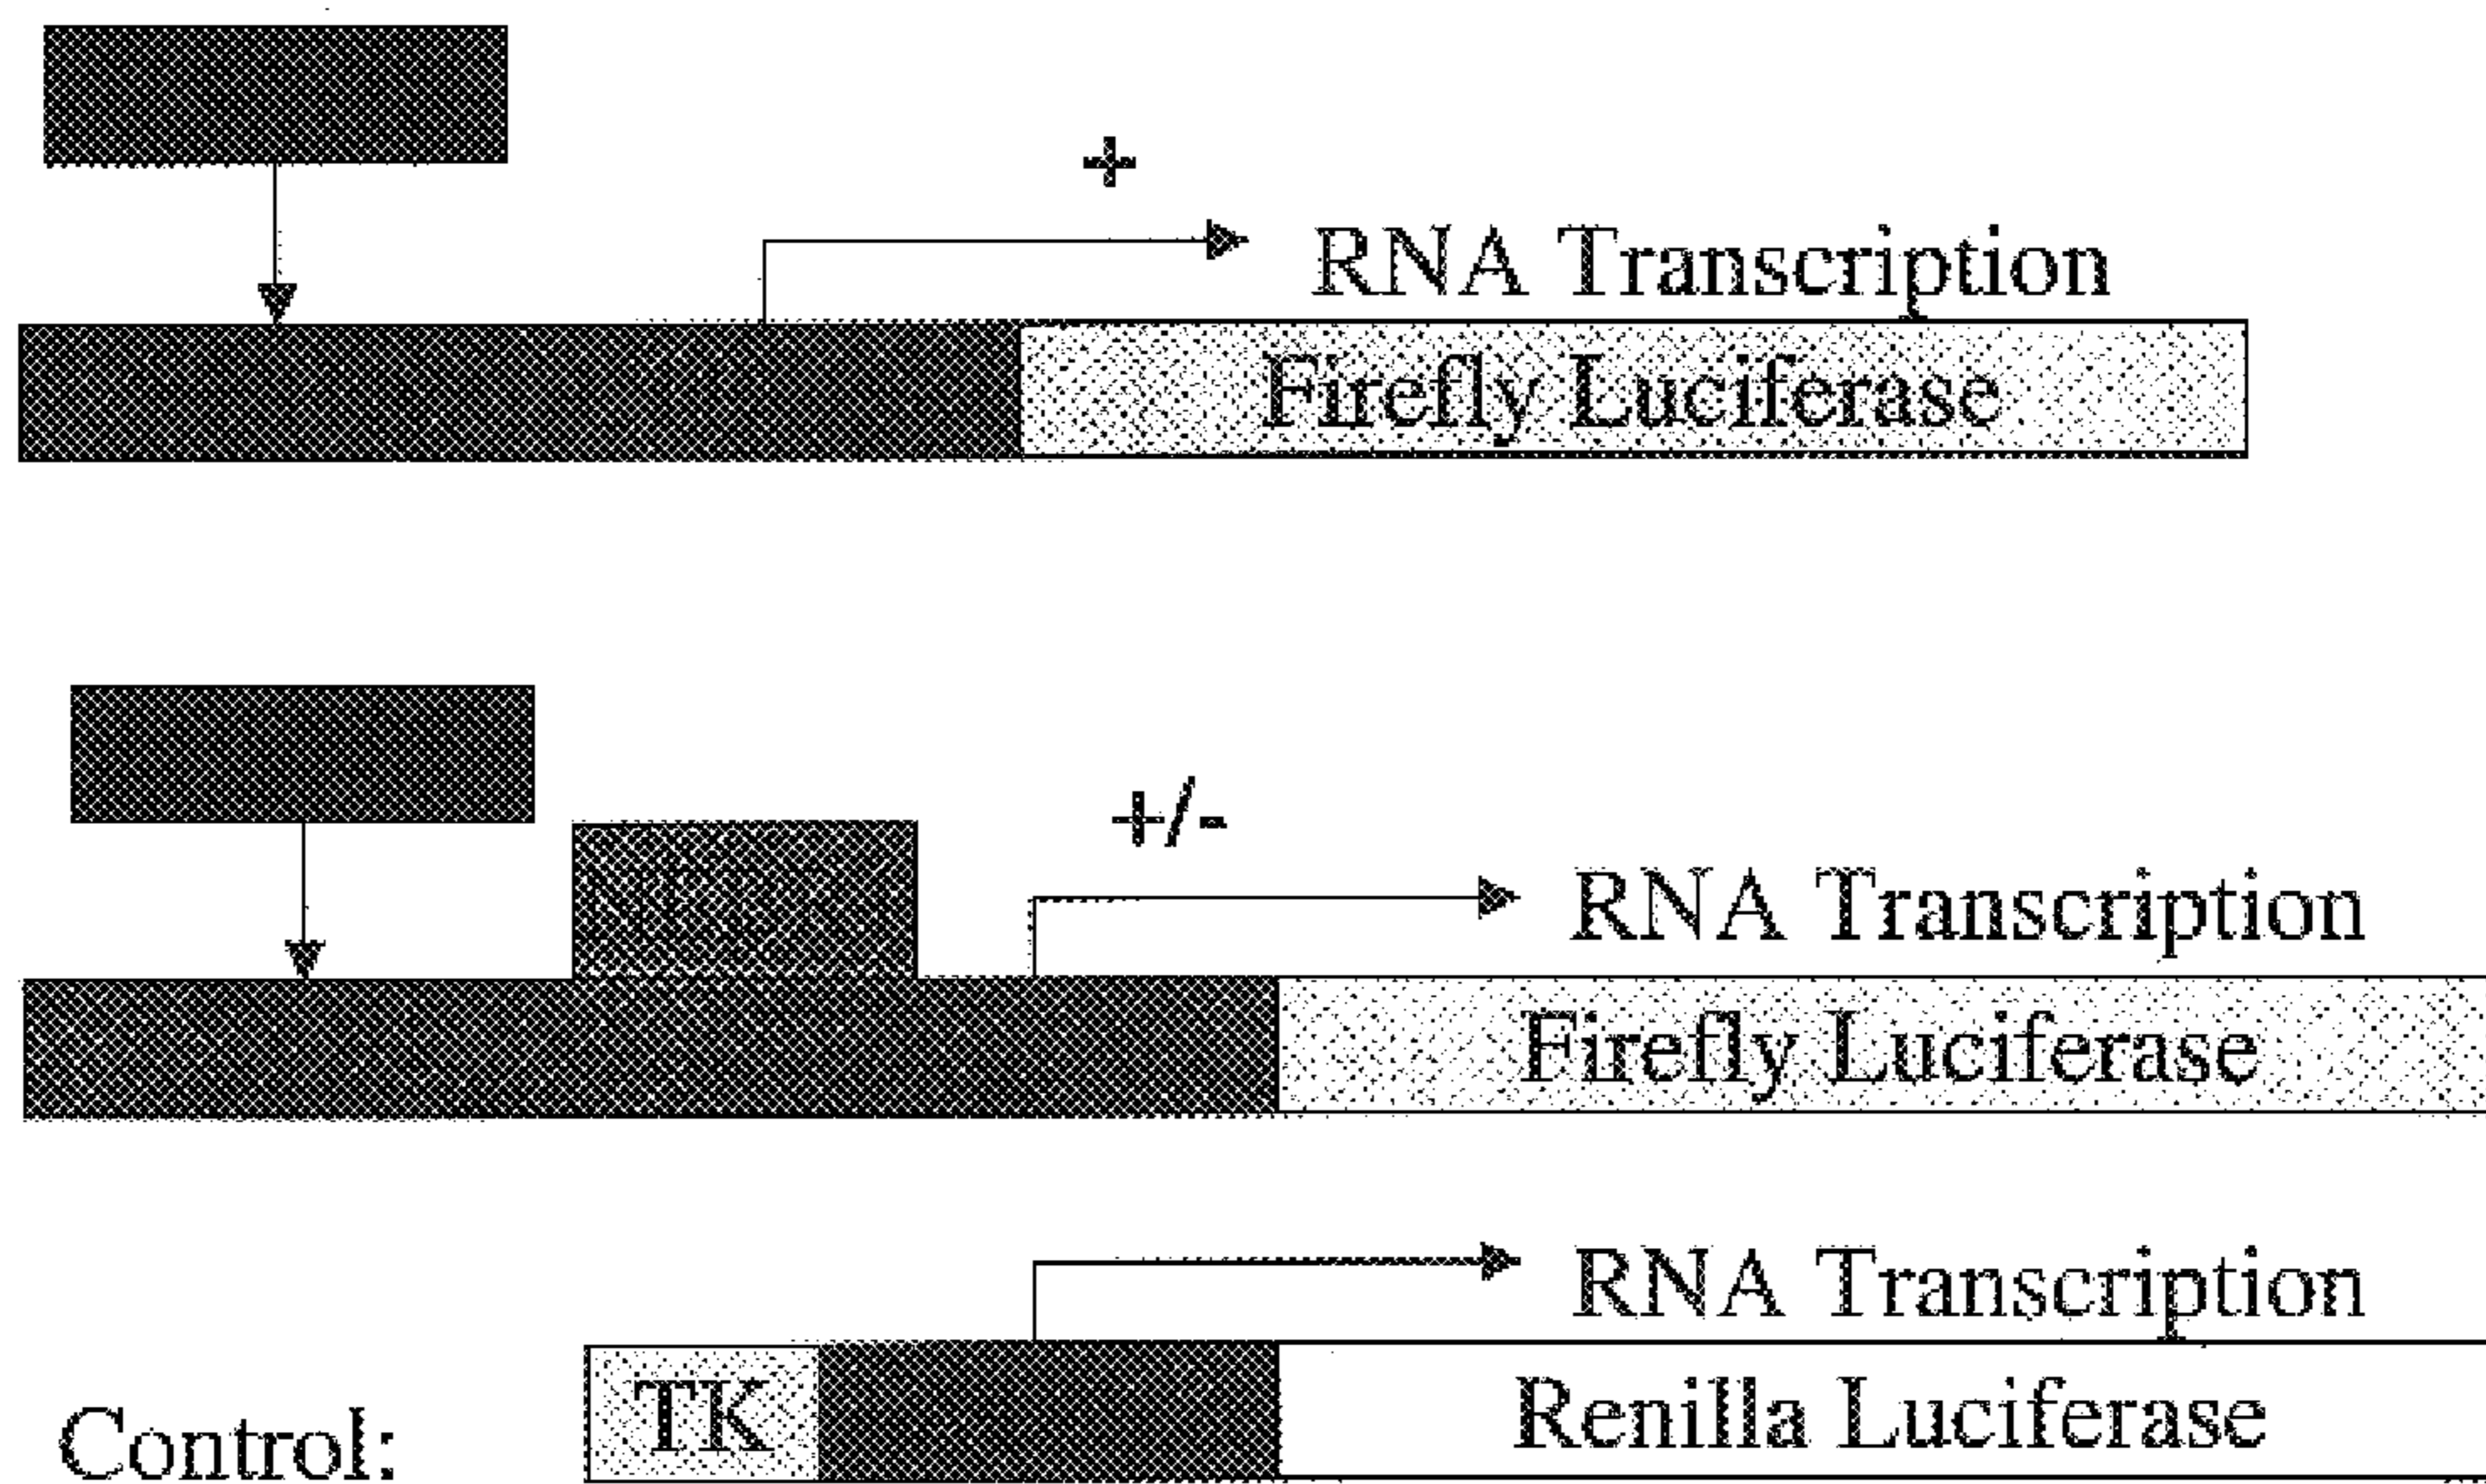 +
RNA Transcription
Firefly Luciferase
+/-
RNA Transcription
Firefly Luciferase
RNA Transcription
Control: TK Renilla Luciferase